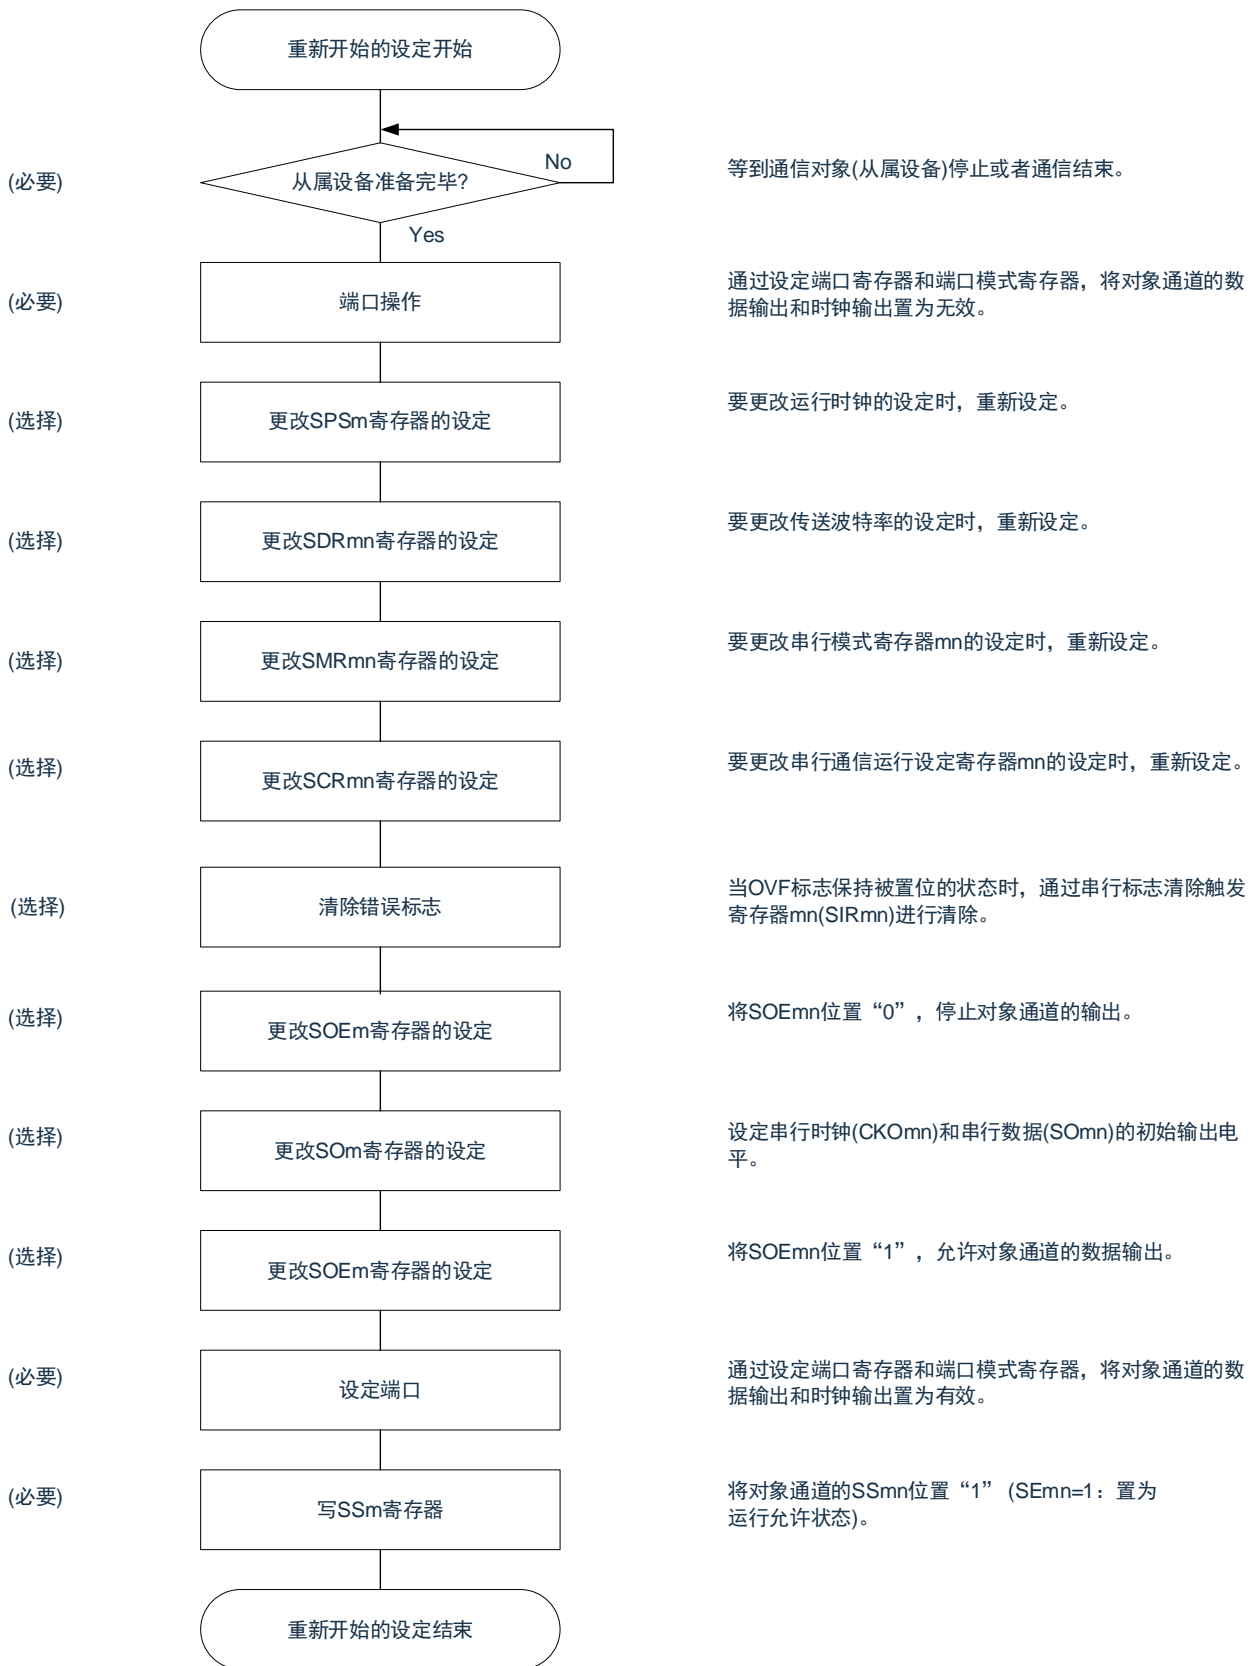 重新开始的设定开始
No
(必要)
从属设备准备完毕?
等到通信对象(从属设备)停止或者通信结束。
Yes
(必要)
端口操作
通过设定端口寄存器和端口模式寄存器，将对象通道的数
据输出和时钟输出置为无效。
(选择)
更改SPSm寄存器的设定
要更改运行时钟的设定时，重新设定。
(选择)
更改SDRmn寄存器的设定
要更改传送波特率的设定时，重新设定。
(选择)
更改SMRmn寄存器的设定
要更改串行模式寄存器mn的设定时，重新设定。
(选择)
更改SCRmn寄存器的设定
要更改串行通信运行设定寄存器mn的设定时，重新设定。
(选择)
清除错误标志
当OVF标志保持被置位的状态时，通过串行标志清除触发
寄存器mn(SIRmn)进行清除。
(选择)
更改SOEm寄存器的设定
将SOEmn位置“0”，停止对象通道的输出。
(选择)
更改SOm寄存器的设定
设定串行时钟(CKOmn)和串行数据(SOmn)的初始输出电
平。
(选择)
更改SOEm寄存器的设定
将SOEmn位置“1”，允许对象通道的数据输出。
(必要)
设定端口
通过设定端口寄存器和端口模式寄存器，将对象通道的数
据输出和时钟输出置为有效。
(必要)
写SSm寄存器
将对象通道的SSmn位置“1” (SEmn=1：置为
运行允许状态)。
重新开始的设定结束